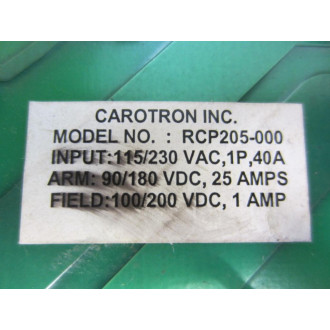 CAROTRON INC.
MODEL NO. : RCP205-000
INPUT:115/230 VAC,1P,40A
ARM: 90/180 VDC, 25 AMPS
FIELD:100/200 VDC, 1 AMP